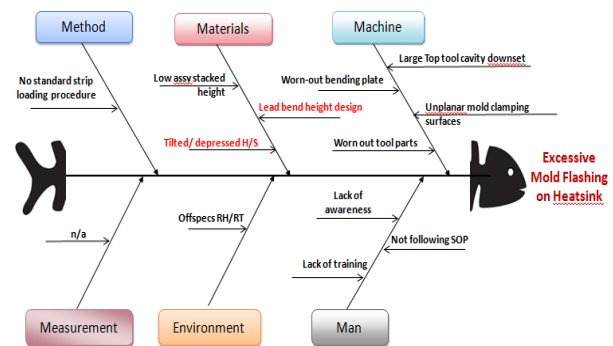 Method
Materials
Machine
Large Top tool cavity downset
No standard strip
loading procedure
Low assy stacked
height
Worn-out bending plate
Lead bend height design
Unplanar mold clamping
surfaces
Tilted/ depressed H/S
Worn out tool parts
Excessive
Mold Flashing
on Heatsink
n/a
Offspecs RH/RT
Lack of
awareness
Not following SOP
Lack of training
Measurement
Environment
Man